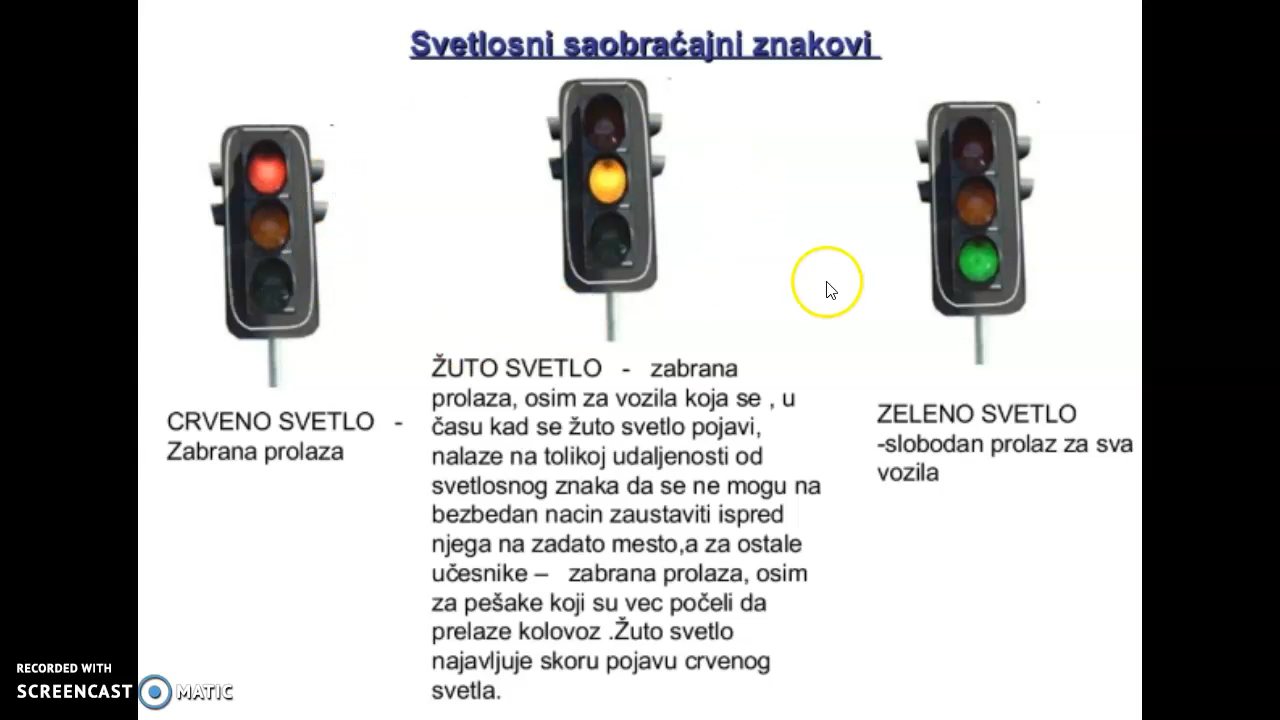 Svetlosni saobraćajni znakovi
CRVENO SVETLO -
Zabrana prolaza
ŽUTO SVETLO - zabrana
prolaza, osim za vozila koja se , u
času kad se žuto svetlo pojavi,
nalaze na tolikoj udaljenosti od
svetlosnog znaka da se ne mogu na
bezbedan nacin zaustaviti ispred
njega na zadato mesto,a za ostale
učesnike – zabrana prolaza, osim
za pešake koji su vec počeli da
prelaze kolovoz .Žuto svetlo
najavljuje skoru pojavu crvenog
svetla.
ZELENO SVETLO
-slobodan prolaz za sva
vozila
RECORDED WITH
SCREENCAST MATIC